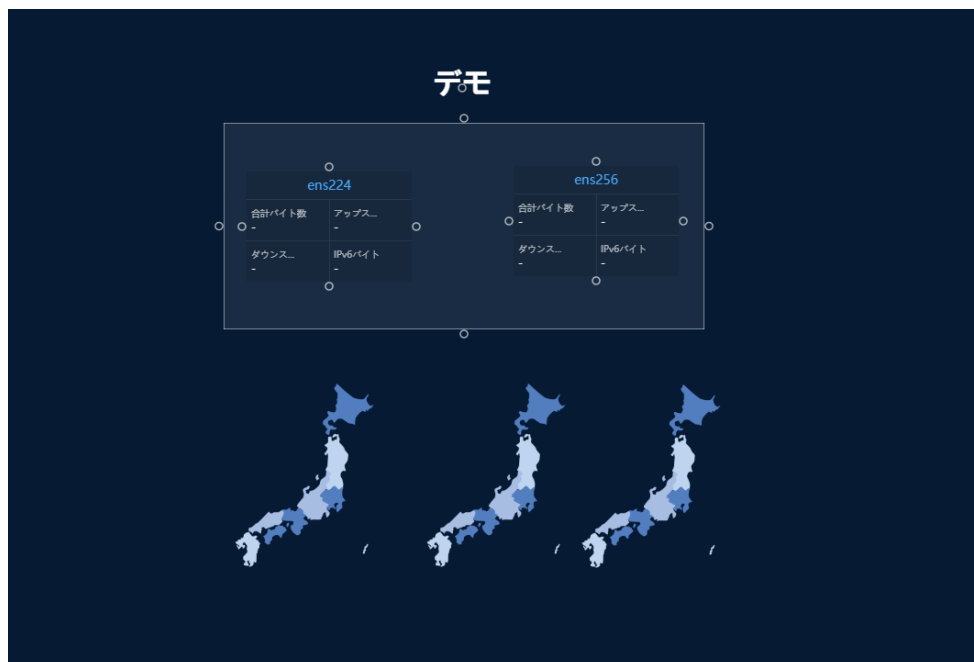 デモ
ens224
合計バイト数 アップス...
- -
ダウンス... IPv6バイト
- -
ens256
合計バイト数 アップス...
- -
ダウンス... IPv6バイト
- -